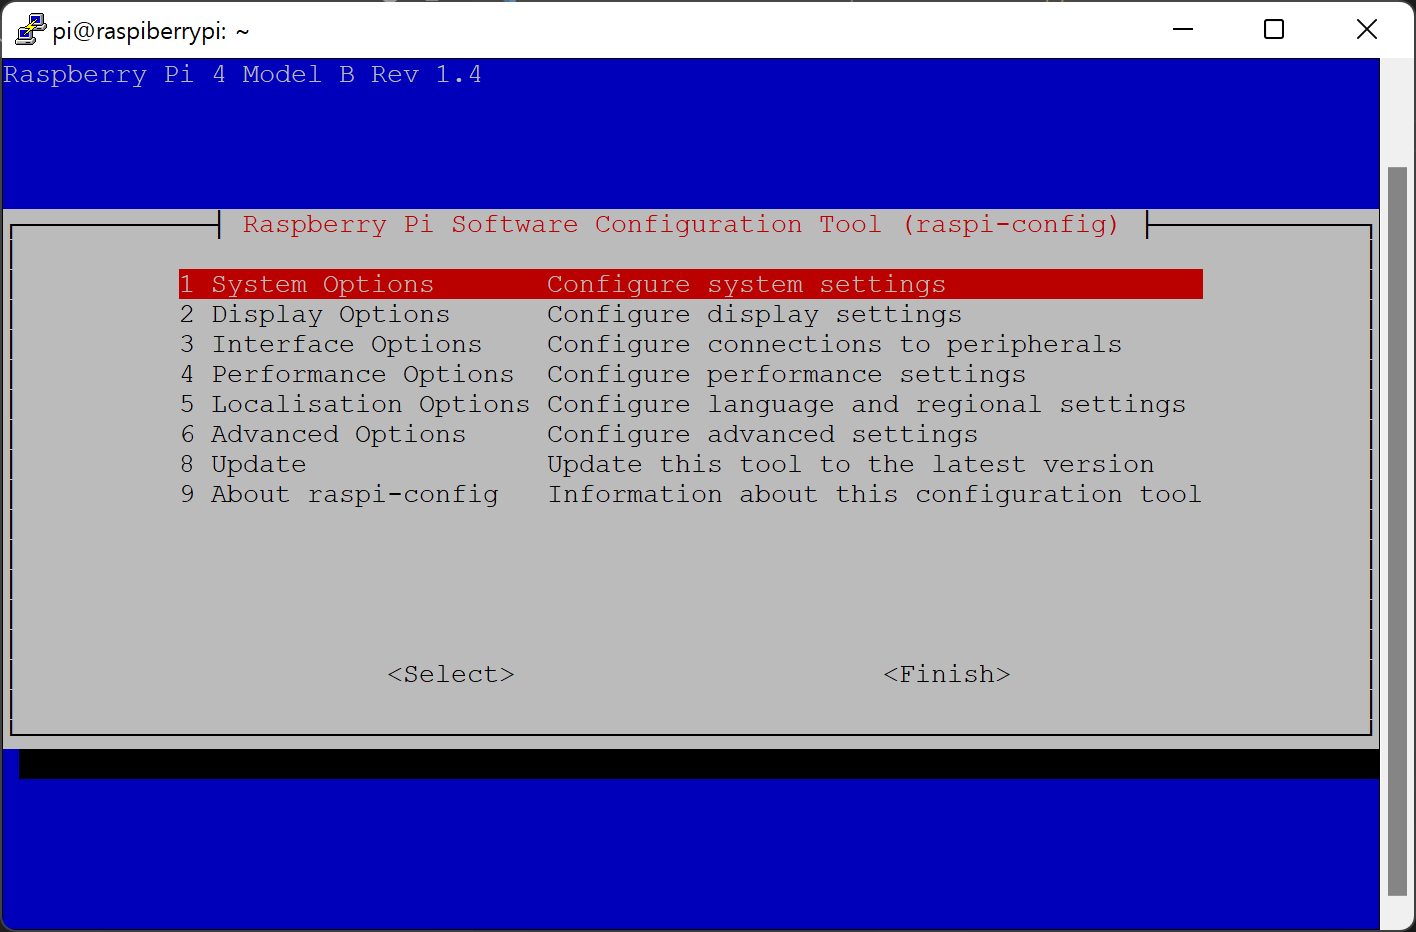 pi@raspiberrypi: ~
Raspberry Pi 4 Model B Rev 1.4
Raspberry Pi Software Configuration Tool (raspi-config)
1 System Options Configure system settings
2 Display Options Configure display settings
3 Interface Options Configure connections to peripherals
4 Performance Options Configure performance settings
5 Localisation Options Configure language and regional settings
6 Advanced Options Configure advanced settings
8 Update Update this tool to the latest version
9 About raspi-config Information about this configuration tool
<Select> <Finish>